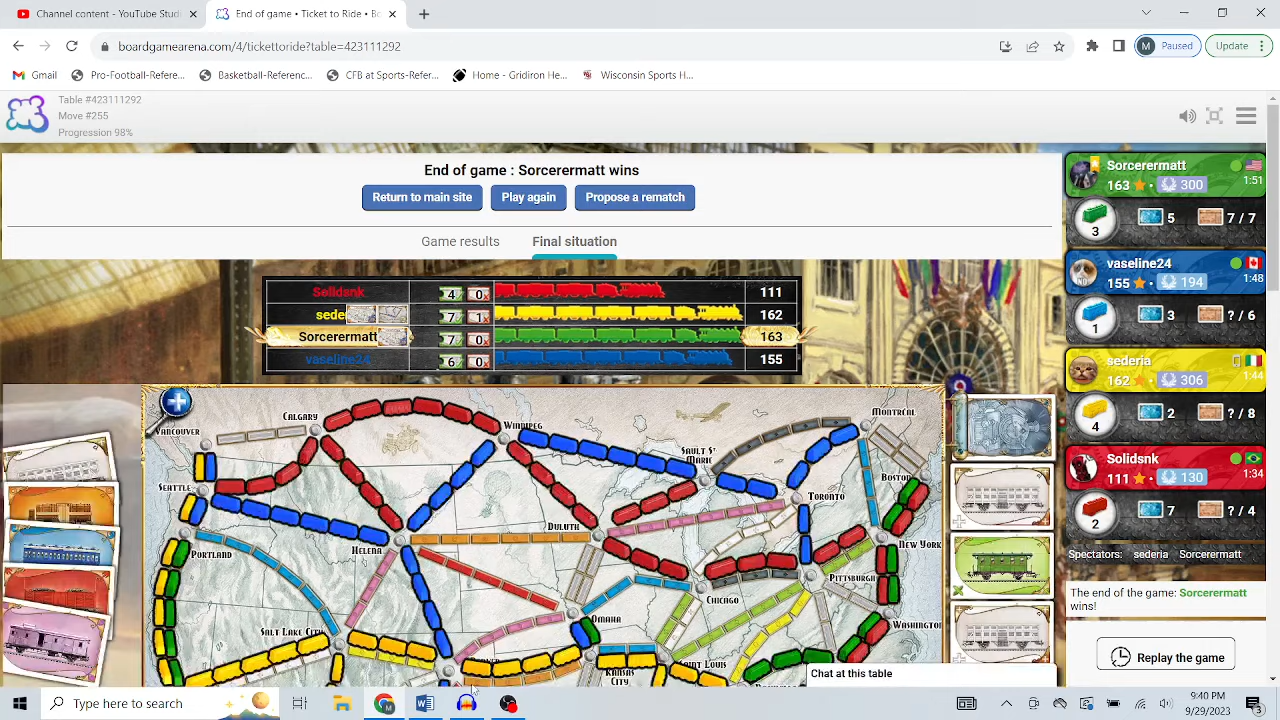 Community - YouTube Studio
End of game • Ticket to Ride • Bo
boardgamearena.com/4/tickettoride?table=423111292
M Paused
Update
Gmail
Pro-Football-Refere...
Basketball-Referenc...
CFB at Sports-Refer...
Home - Gridiron He...
Wisconsin Sports H...
Table #423111292
Move #255
Progression 98%
End of game : Sorcerermatt wins
Return to main site
Play again
Propose a rematch
Game results
Final situation
Solidsnk 4 0x 111
sede 7 1x 162
Sorcerermatt 7 0x 163
vaseline24 6 0x 155
Sorcerermatt
163 • 300 1:51
3 5 7 / 7
vaseline24
155 • 194 1:48
1 3 ? / 6
sederia
162 • 306 1:44
4 2 ? / 8
Solidsnk
111 • 130 1:34
2 7 ? / 4
Spectators: sederia Sorcerermatt
The end of the game: Sorcerermatt
wins!
Replay the game
Vancouver
Calgary
Winpeg
Montrcal
Seattle
Sault St
Marie
Boston
Toronto
Portland
Helena
Duluth
New York
Pittsburgh
Chicago
Omaha
Salt Lake City
Washington
Kansas
City
Saint Louis
Chat at this table
Type here to search
9:40 PM
9/29/2023
3